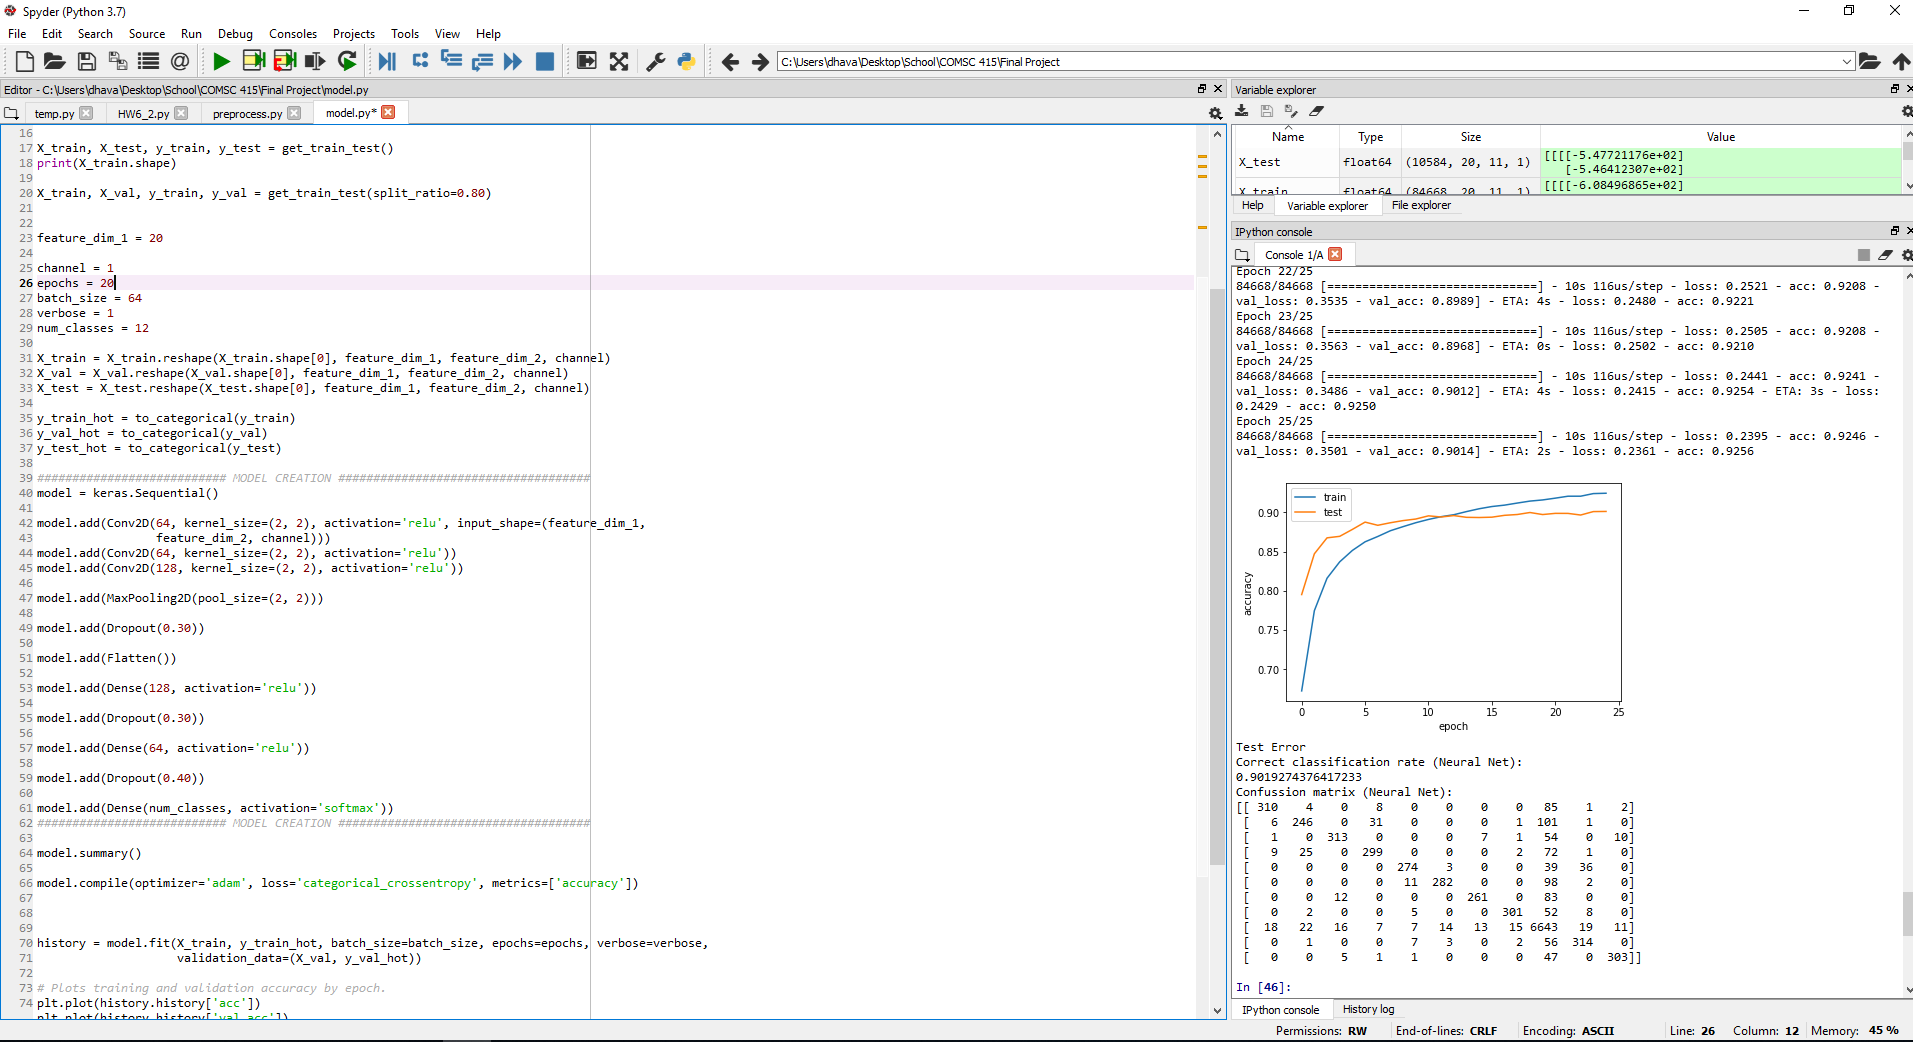 Spyder (Python 3.7)
File Edit Search Source Run Debug Consoles Projects Tools View Help
C:\Users\dhava\Desktop\School\COMSC 415\Final Project
Editor - C:\Users\dhava\Desktop\School\COMSC 415\Final Project\model.py
temp.py HW6_2.py preprocess.py model.py*
16
17 X_train, X_test, y_train, y_test = get_train_test()
18 print(X_train.shape)
19
20 X_train, X_val, y_train, y_val = get_train_test(split_ratio=0.80)
21
22
23 feature_dim_1 = 20
24
25 channel = 1
26 epochs = 20
27 batch_size = 64
28 verbose = 1
29 num_classes = 12
30
31 X_train = X_train.reshape(X_train.shape[0], feature_dim_1, feature_dim_2, channel)
32 X_val = X_val.reshape(X_val.shape[0], feature_dim_1, feature_dim_2, channel)
33 X_test = X_test.reshape(X_test.shape[0], feature_dim_1, feature_dim_2, channel)
34
35 y_train_hot = to_categorical(y_train)
36 y_val_hot = to_categorical(y_val)
37 y_test_hot = to_categorical(y_test)
38
39 ########################### MODEL CREATION ####################################
40 model = keras.Sequential()
41
42 model.add(Conv2D(64, kernel_size=(2, 2), activation='relu', input_shape=(feature_dim_1,
43 feature_dim_2, channel)))
44 model.add(Conv2D(64, kernel_size=(2, 2), activation='relu'))
45 model.add(Conv2D(128, kernel_size=(2, 2), activation='relu'))
46
47 model.add(MaxPooling2D(pool_size=(2, 2)))
48
49 model.add(Dropout(0.30))
50
51 model.add(Flatten())
52
53 model.add(Dense(128, activation='relu'))
54
55 model.add(Dropout(0.30))
56
57 model.add(Dense(64, activation='relu'))
58
59 model.add(Dropout(0.40))
60
61 model.add(Dense(num_classes, activation='softmax'))
62 ########################### MODEL CREATION ####################################
63
64 model.summary()
65
66 model.compile(optimizer='adam', loss='categorical_crossentropy', metrics=['accuracy'])
67
68
69
70 history = model.fit(X_train, y_train_hot, batch_size=batch_size, epochs=epochs, verbose=verbose,
71 validation_data=(X_val, y_val_hot))
72
73 # Plots training and validation accuracy by epoch.
74 plt.plot(history.history['acc'])
plt.plot(history.history['val_acc'])
Variable explorer
Name Type Size Value
X_test float64 (10584, 20, 11, 1) [[[[-5.47721176e+02]
[-5.46412307e+02]
X_train float64 (84668, 20, 11, 1) [[[[-6.08496865e+02]
Help Variable explorer File explorer
IPython console
Console 1/A
Epoch 22/25
84668/84668 [==============================] - 10s 116us/step - loss: 0.2521 - acc: 0.9208 -
val_loss: 0.3535 - val_acc: 0.8989] - ETA: 4s - loss: 0.2480 - acc: 0.9221
Epoch 23/25
84668/84668 [==============================] - 10s 116us/step - loss: 0.2505 - acc: 0.9208 -
val_loss: 0.3563 - val_acc: 0.8968] - ETA: 0s - loss: 0.2502 - acc: 0.9210
Epoch 24/25
84668/84668 [==============================] - 10s 116us/step - loss: 0.2441 - acc: 0.9241 -
val_loss: 0.3486 - val_acc: 0.9012] - ETA: 4s - loss: 0.2415 - acc: 0.9254 - ETA: 3s - loss:
0.2429 - acc: 0.9250
Epoch 25/25
84668/84668 [==============================] - 10s 116us/step - loss: 0.2395 - acc: 0.9246 -
val_loss: 0.3501 - val_acc: 0.9014] - ETA: 2s - loss: 0.2361 - acc: 0.9256
train
test
0.90
0.85
0.80
0.75
0.70
accuracy
0 5 10 15 20 25
epoch
Test Error
Correct classification rate (Neural Net):
0.9019274376417233
Confussion matrix (Neural Net):
[[ 310 4 0 8 0 0 0 0 85 1 2]
[ 6 246 0 31 0 0 0 1 101 1 0]
[ 1 0 313 0 0 0 7 1 54 0 10]
[ 9 25 0 299 0 0 0 2 72 1 0]
[ 0 0 0 0 274 3 0 0 39 36 0]
[ 0 0 0 0 11 282 0 0 98 2 0]
[ 0 0 12 0 0 0 261 0 83 0 0]
[ 0 2 0 0 5 0 0 301 52 8 0]
[ 18 22 16 7 7 14 13 15 6643 19 11]
[ 0 1 0 0 7 3 0 2 56 314 0]
[ 0 0 5 1 1 0 0 0 47 0 303]]
In [46]:
IPython console History log
Permissions: RW End-of-lines: CRLF Encoding: ASCII Line: 26 Column: 12 Memory: 45 %